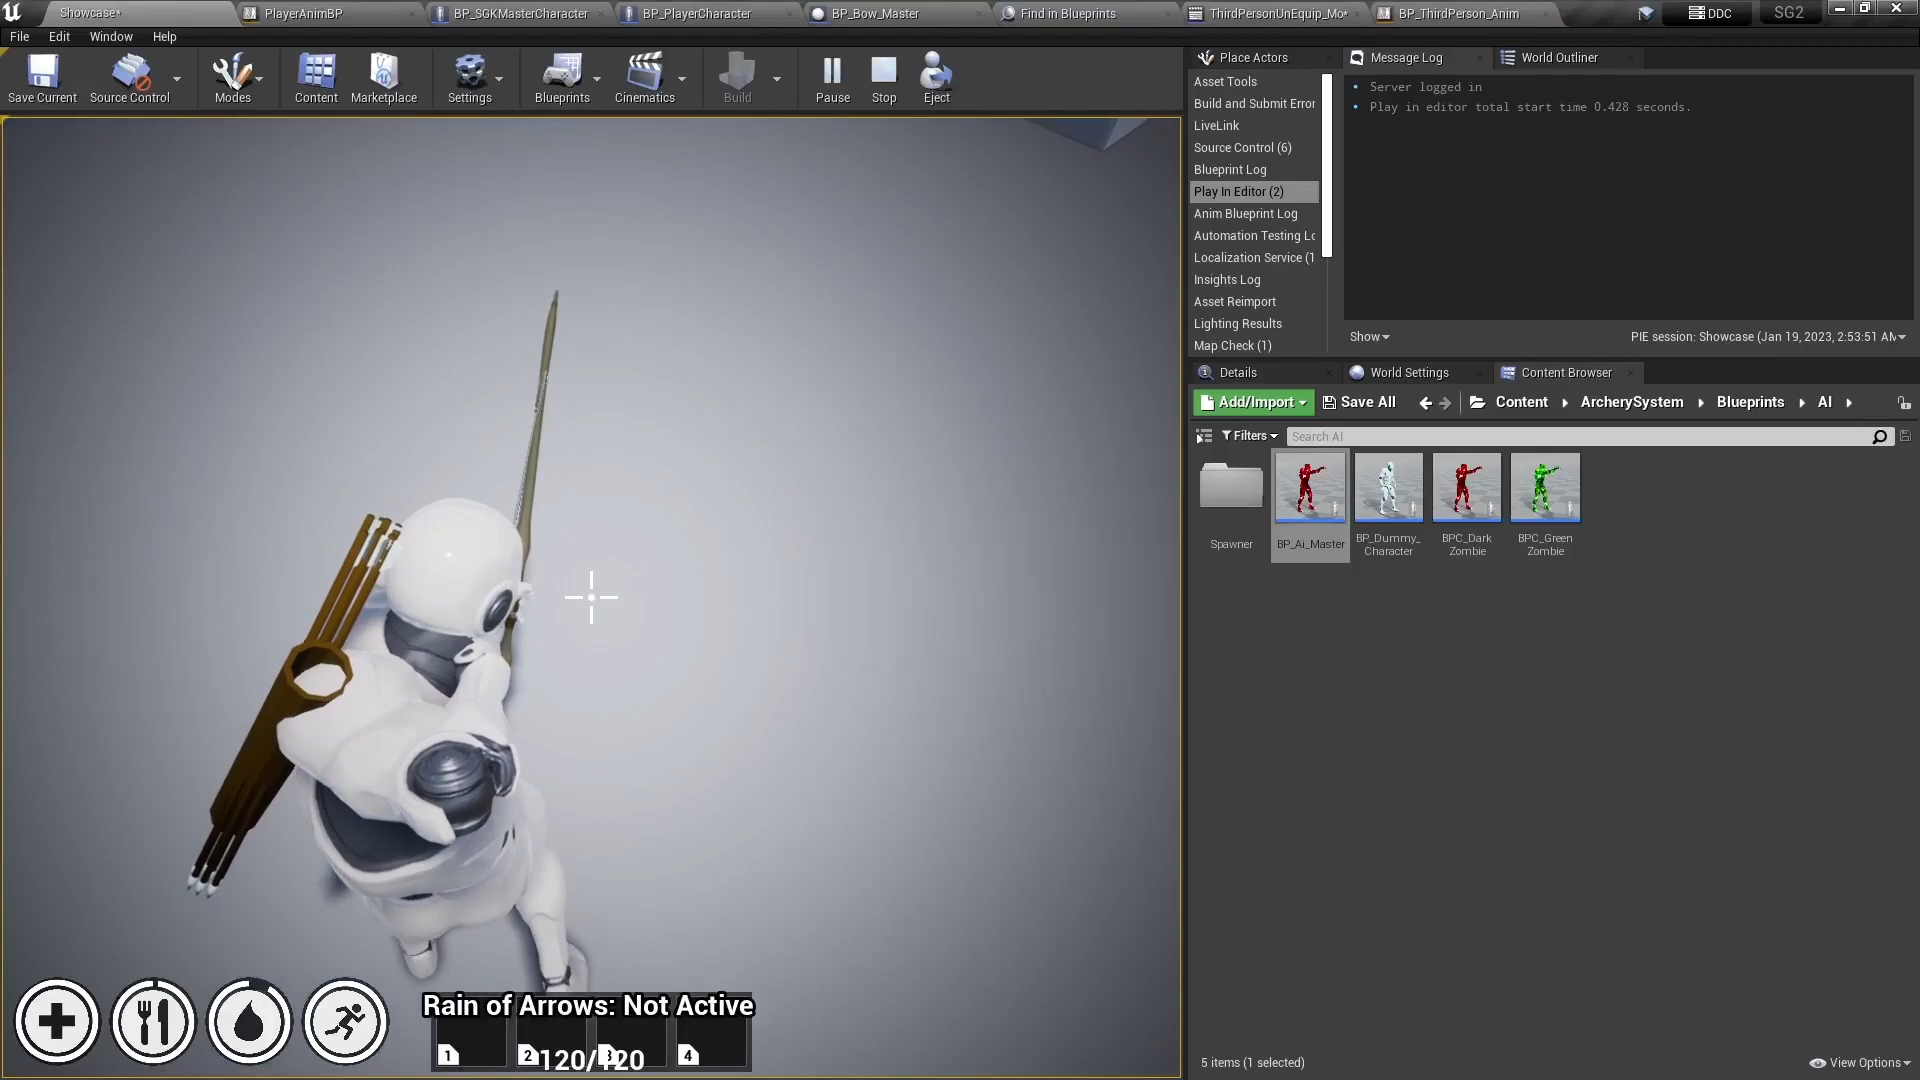 Showcase*
PlayerAnimBP
BP_SGKMasterCharacter
BP_PlayerCharacter
BP_Bow_Master
Find in Blueprints
ThirdPersonUnEquip_Mo*
BP_ThirdPerson_Anim
DDC
SG2
File
Edit
Window
Help
Save Current
Source Control
Modes
Content
Marketplace
Settings
Blueprints
Cinematics
Build
Pause
Stop
Eject
Place Actors
Message Log
World Outliner
Asset Tools
Build and Submit Error
LiveLink
Source Control (6)
Blueprint Log
Play In Editor (2)
Anim Blueprint Log
Automation Testing Lo
Localization Service (1
Insights Log
Asset Reimport
Lighting Results
Map Check (1)
Server logged in
Play in editor total start time 0.428 seconds.
Show
PIE session: Showcase (Jan 19, 2023, 2:53:51 AM
Details
World Settings
Content Browser
Add/Import
Save All
Content
ArcherySystem
Blueprints
AI
Filters
Search AI
Spawner
BP_Ai_Master
BP_Dummy_
Character
BPC_Dark
Zombie
BPC_Green
Zombie
Rain of Arrows: Not Active
1
2
3
4
120/120
5 items (1 selected)
View Options